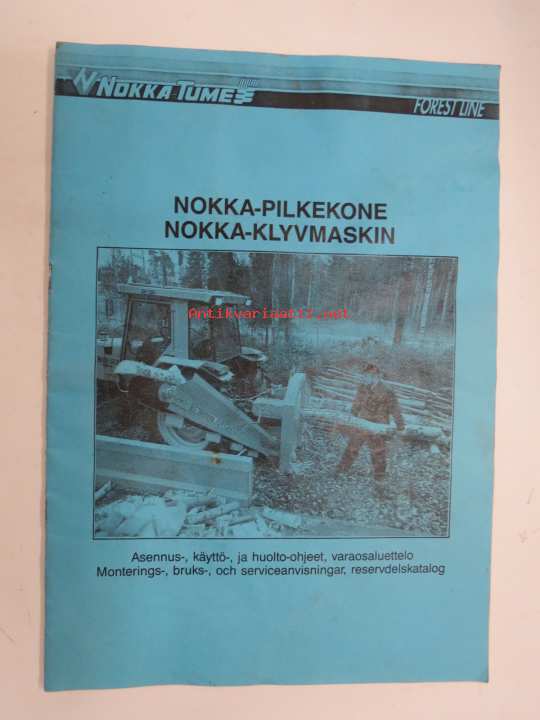 NOKKA-TUME
FOREST LINE
NOKKA-PILKEKONE
NOKKA-KLYVMASKIN
Antikvariaatti.net
Asennus-, käyttö-, ja huolto-ohjeet, varaosaluettelo
Monterings-, bruks-, och serviceanvisningar, reservdelskatalog